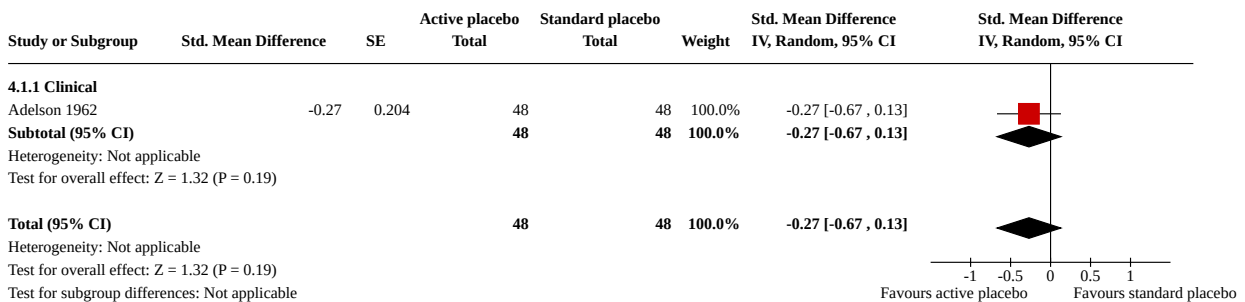 Active placebo Standard placebo Std. Mean Difference Std. Mean Difference
Study or Subgroup Std. Mean Difference SE Total Total Weight IV, Random, 95% CI IV, Random, 95% CI
4.1.1 Clinical
Adelson 1962 -0.27 0.204 48 48 100.0% -0.27 [-0.67 , 0.13]
Subtotal (95% CI) 48 48 100.0% -0.27 [-0.67 , 0.13]
Heterogeneity: Not applicable
Test for overall effect: Z = 1.32 (P = 0.19)
Total (95% CI) 48 48 100.0% -0.27 [-0.67 , 0.13]
Heterogeneity: Not applicable
Test for overall effect: Z = 1.32 (P = 0.19) -1 -0.5 0 0.5 1
Test for subgroup differences: Not applicable Favours active placebo Favours standard placebo